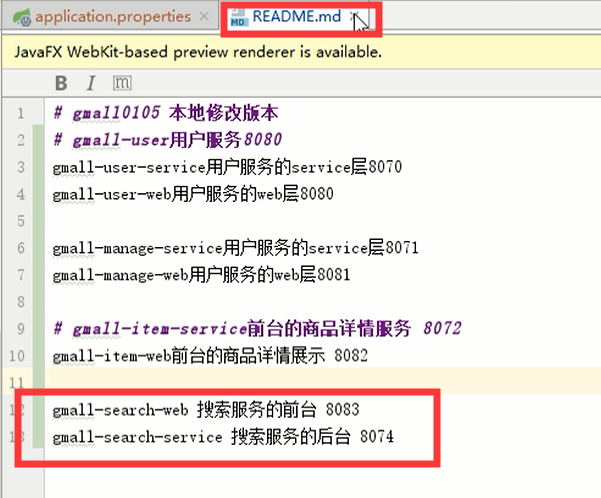 application.properties
README.md
JavaFX WebKit-based preview renderer is available.
B I m
1 # gmall0105 本地修改版本
2 # gmall-user用户服务8080
3 gmall-user-service用户服务的service层8070
4 gmall-user-web用户服务的web层8080
5
6 gmall-manage-service用户服务的service层8071
7 gmall-manage-web用户服务的web层8081
8
9 # gmall-item-service前台的商品详情服务 8072
10 gmall-item-web前台的商品详情展示 8082
11
12 gmall-search-web 搜索服务的前台 8083
13 gmall-search-service 搜索服务的后台 8074